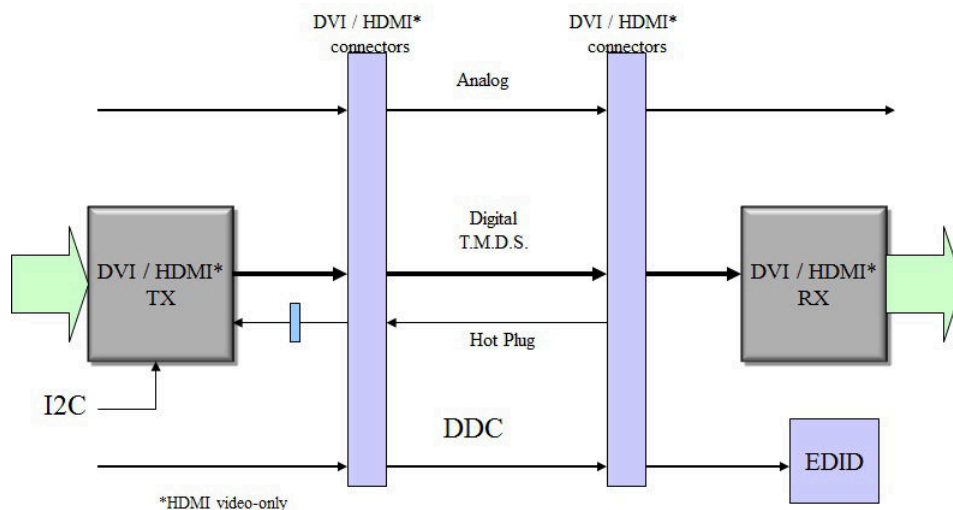 DVI / HDMI*
connectors
DVI / HDMI*
connectors
Analog
Digital
T.M.D.S.
DVI / HDMI*
TX
DVI / HDMI*
RX
Hot Plug
I2C
DDC
EDID
*HDMI video-only